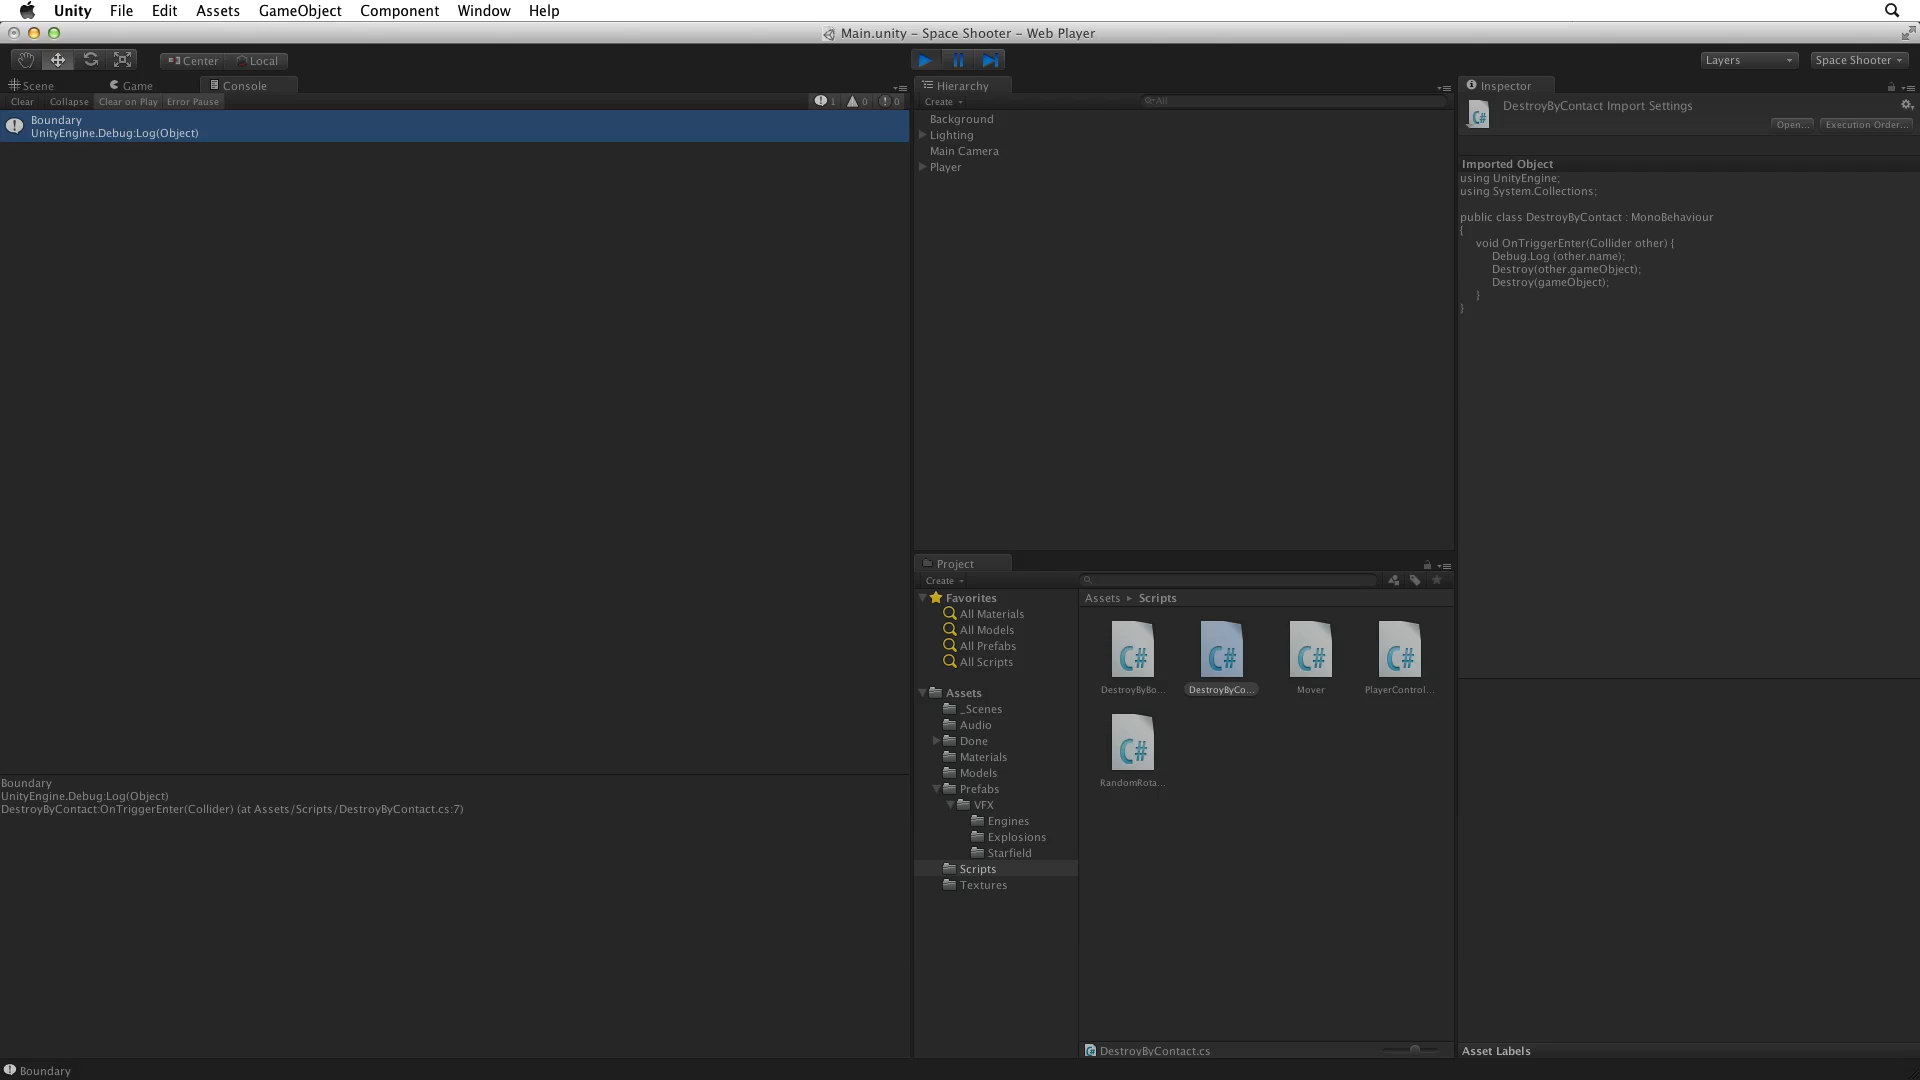 Unity File Edit Assets GameObject Component Window Help
Main.unity - Space Shooter - Web Player
Center Local
Layers
Space Shooter
Scene Game Console
Clear Collapse Clear on Play Error Pause 1 0 0
Boundary
UnityEngine.Debug:Log(Object)
Boundary
UnityEngine.Debug:Log(Object)
DestroyByContact:OnTriggerEnter(Collider) (at Assets/Scripts/DestroyByContact.cs:7)
Boundary
Hierarchy
Create All
Background
Lighting
Main Camera
Player
Project
Create
Favorites
All Materials
All Models
All Prefabs
All Scripts
Assets
_Scenes
Audio
Done
Materials
Models
Prefabs
VFX
Engines
Explosions
Starfield
Scripts
Textures
Assets Scripts
C# C# C# C#
DestroyByBo... DestroyByCo... Mover PlayerControl...
C#
RandomRota...
DestroyByContact.cs
Inspector
C# DestroyByContact Import Settings
Open... Execution Order...
Imported Object
using UnityEngine;
using System.Collections;
public class DestroyByContact : MonoBehaviour
{
void OnTriggerEnter(Collider other) {
Debug.Log (other.name);
Destroy(other.gameObject);
Destroy(gameObject);
}
}
Asset Labels